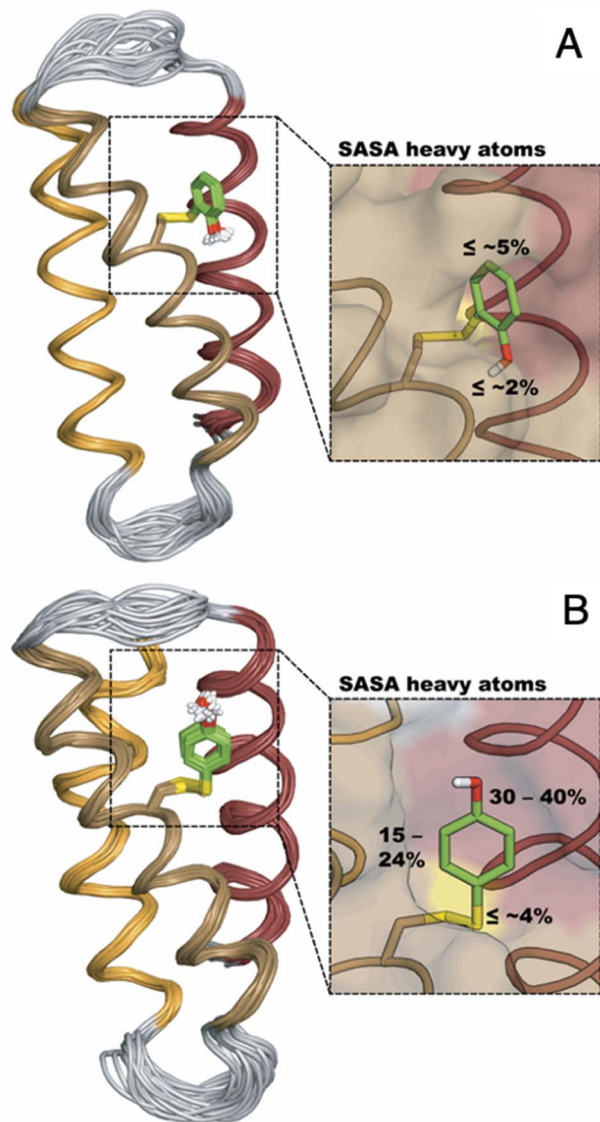 A
SASA heavy atoms
≤ ~5%
≤ ~2%
B
SASA heavy atoms
30 – 40%
15 –
24%
≤ ~4%